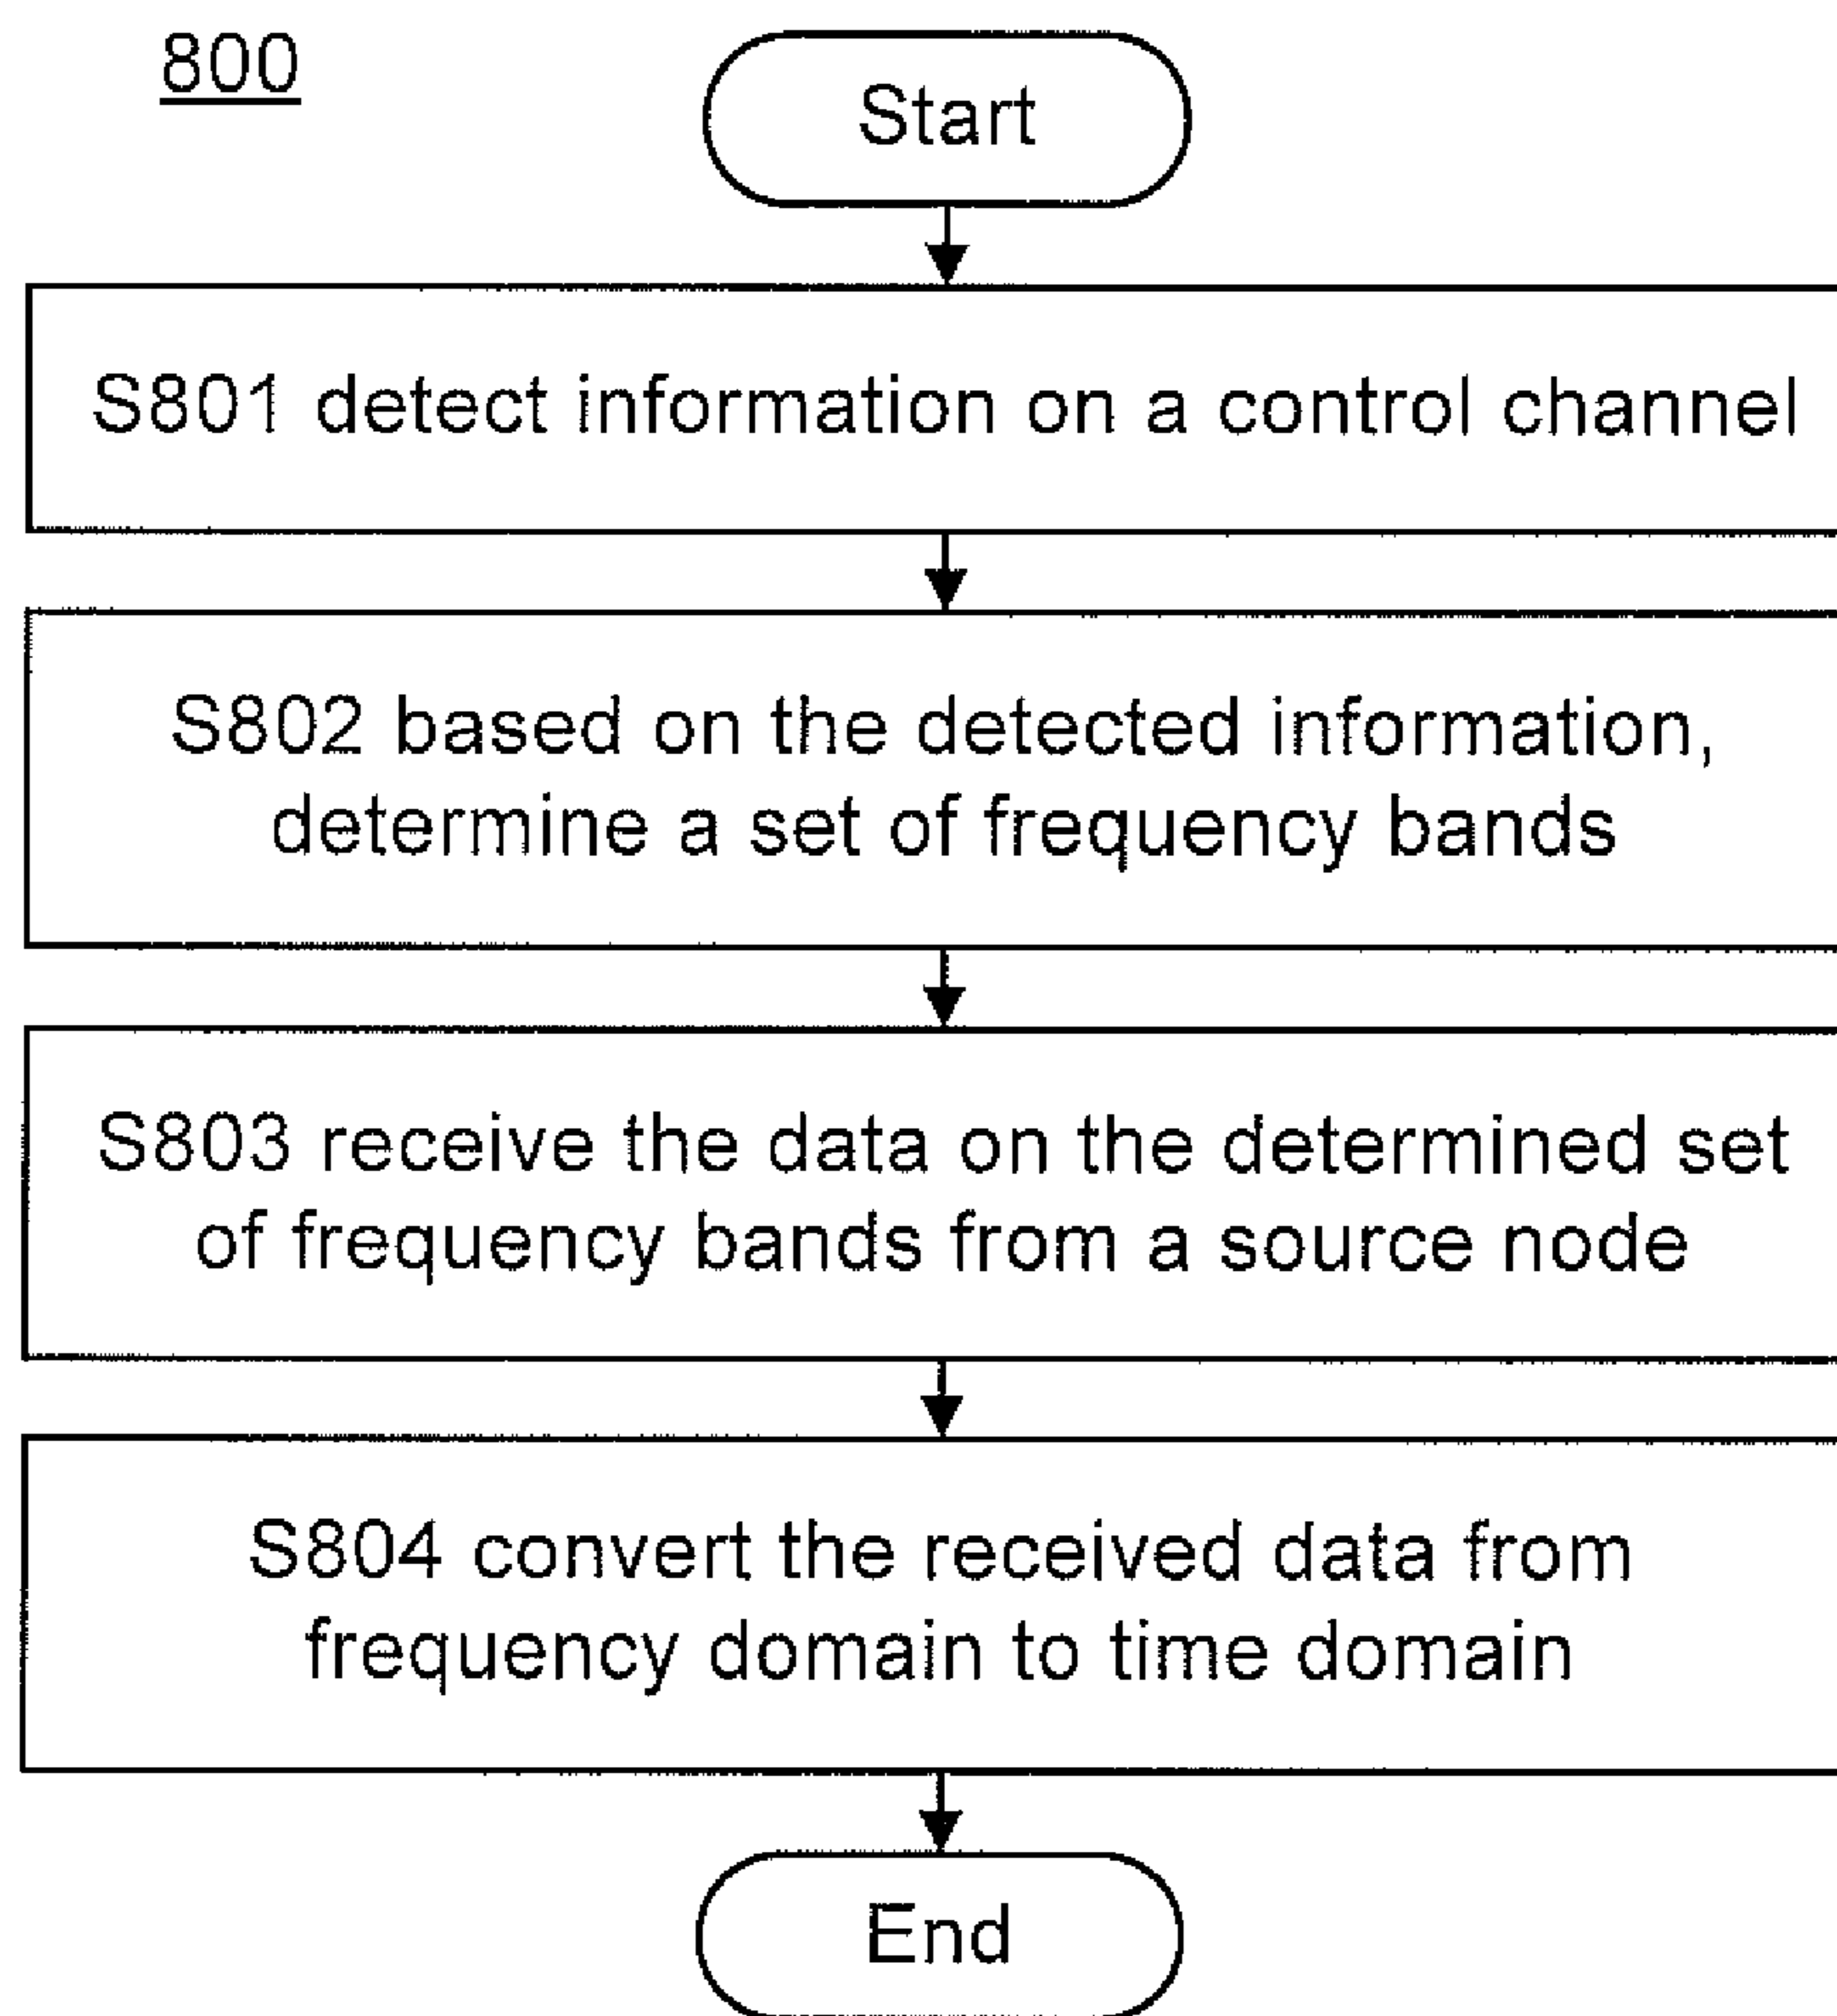 800
Start
S801 detect information on a control channel
S802 based on the detected information,
determine a set of frequency bands
S803 receive the data on the determined set
of frequency bands from a source node
S804 convert the received data from
frequency domain to time domain
End